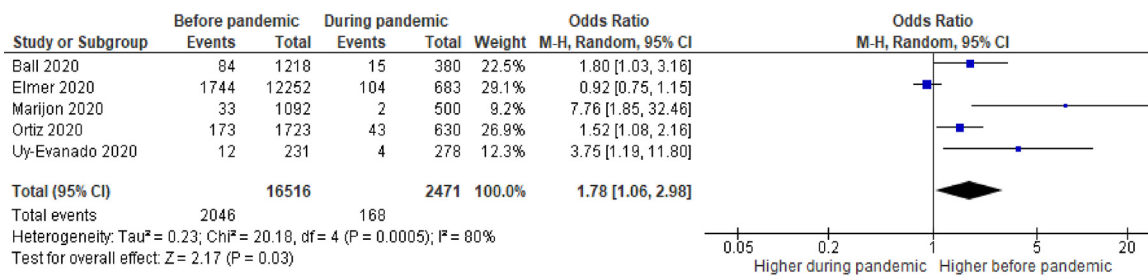 Before pandemic During pandemic Odds Ratio Odds Ratio
Study or Subgroup Events Total Events Total Weight M-H, Random, 95% CI M-H, Random, 95% CI
Ball 2020 84 1218 15 380 22.5% 1.80 [1.03, 3.16]
Elmer 2020 1744 12252 104 683 29.1% 0.92 [0.75, 1.15]
Marijon 2020 33 1092 2 500 9.2% 7.76 [1.85, 32.46]
Ortiz 2020 173 1723 43 630 26.9% 1.52 [1.08, 2.16]
Uy-Evanado 2020 12 231 4 278 12.3% 3.75 [1.19, 11.80]
Total (95% CI) 16516 2471 100.0% 1.78 [1.06, 2.98]
Total events 2046 168
Heterogeneity: Tau² = 0.23; Chi² = 20.18, df = 4 (P = 0.0005); I² = 80%
Test for overall effect: Z = 2.17 (P = 0.03)
0.05 0.2 1 5 20
Higher during pandemic Higher before pandemic